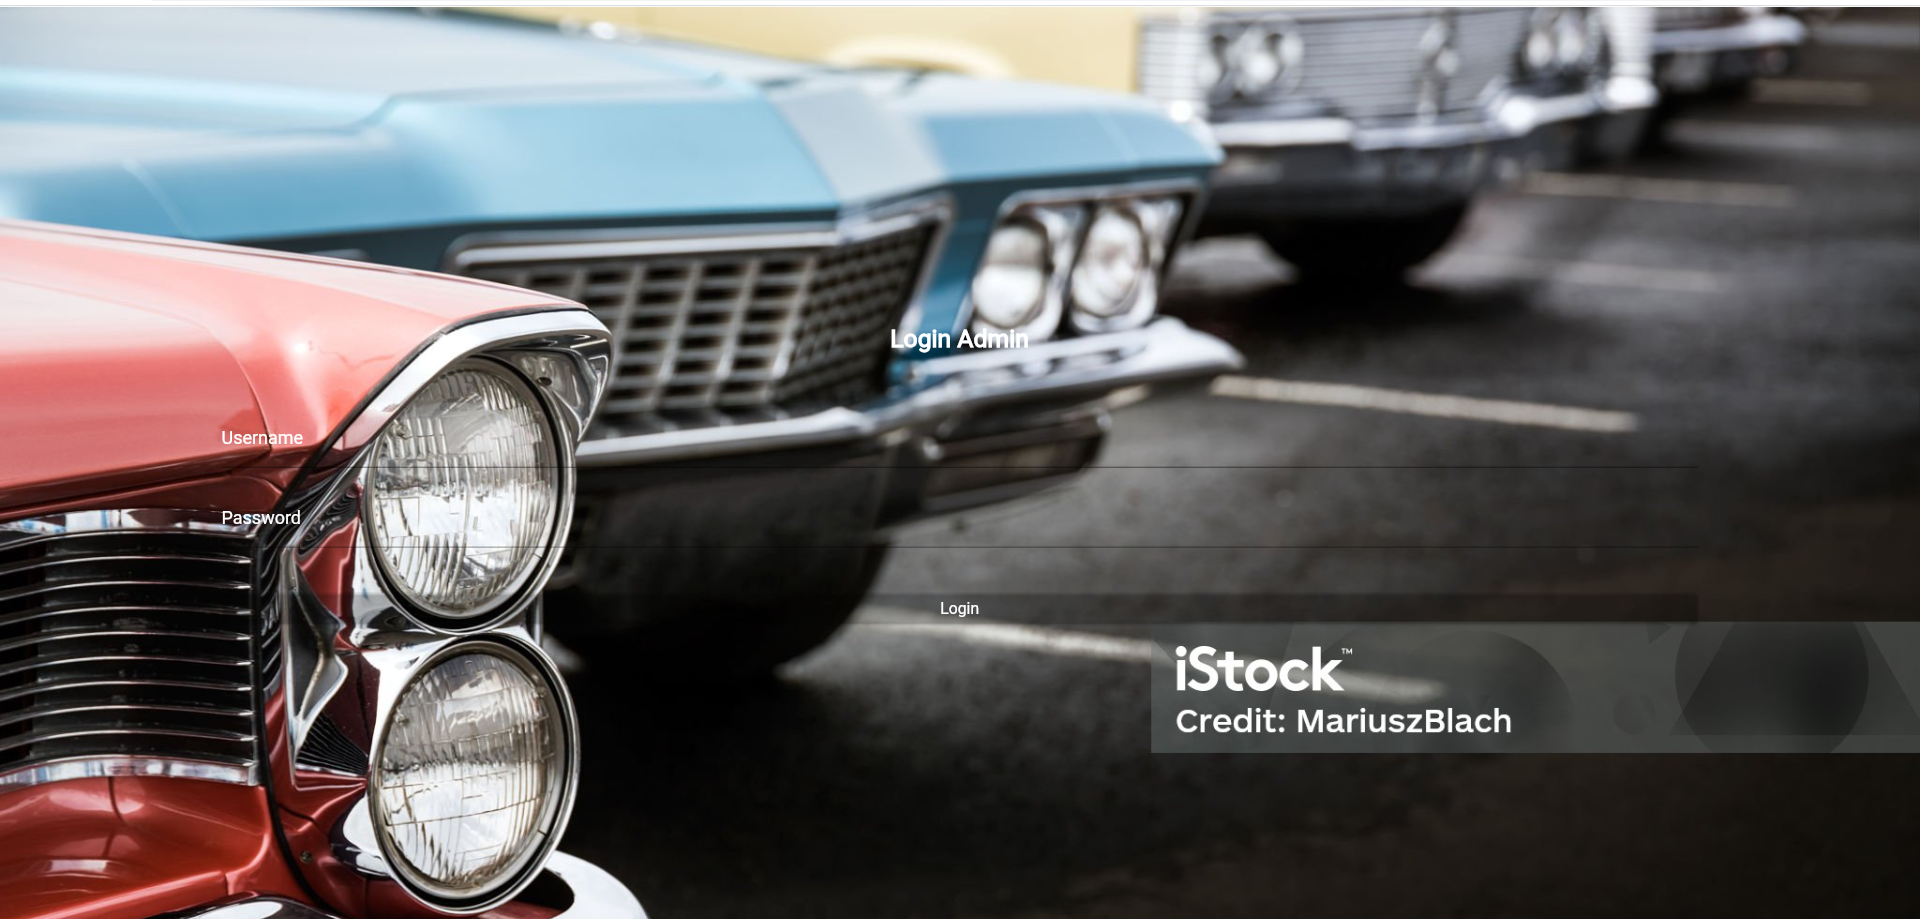 Login Admin
Username
Password
Login
iStock™
Credit: MariuszBlach